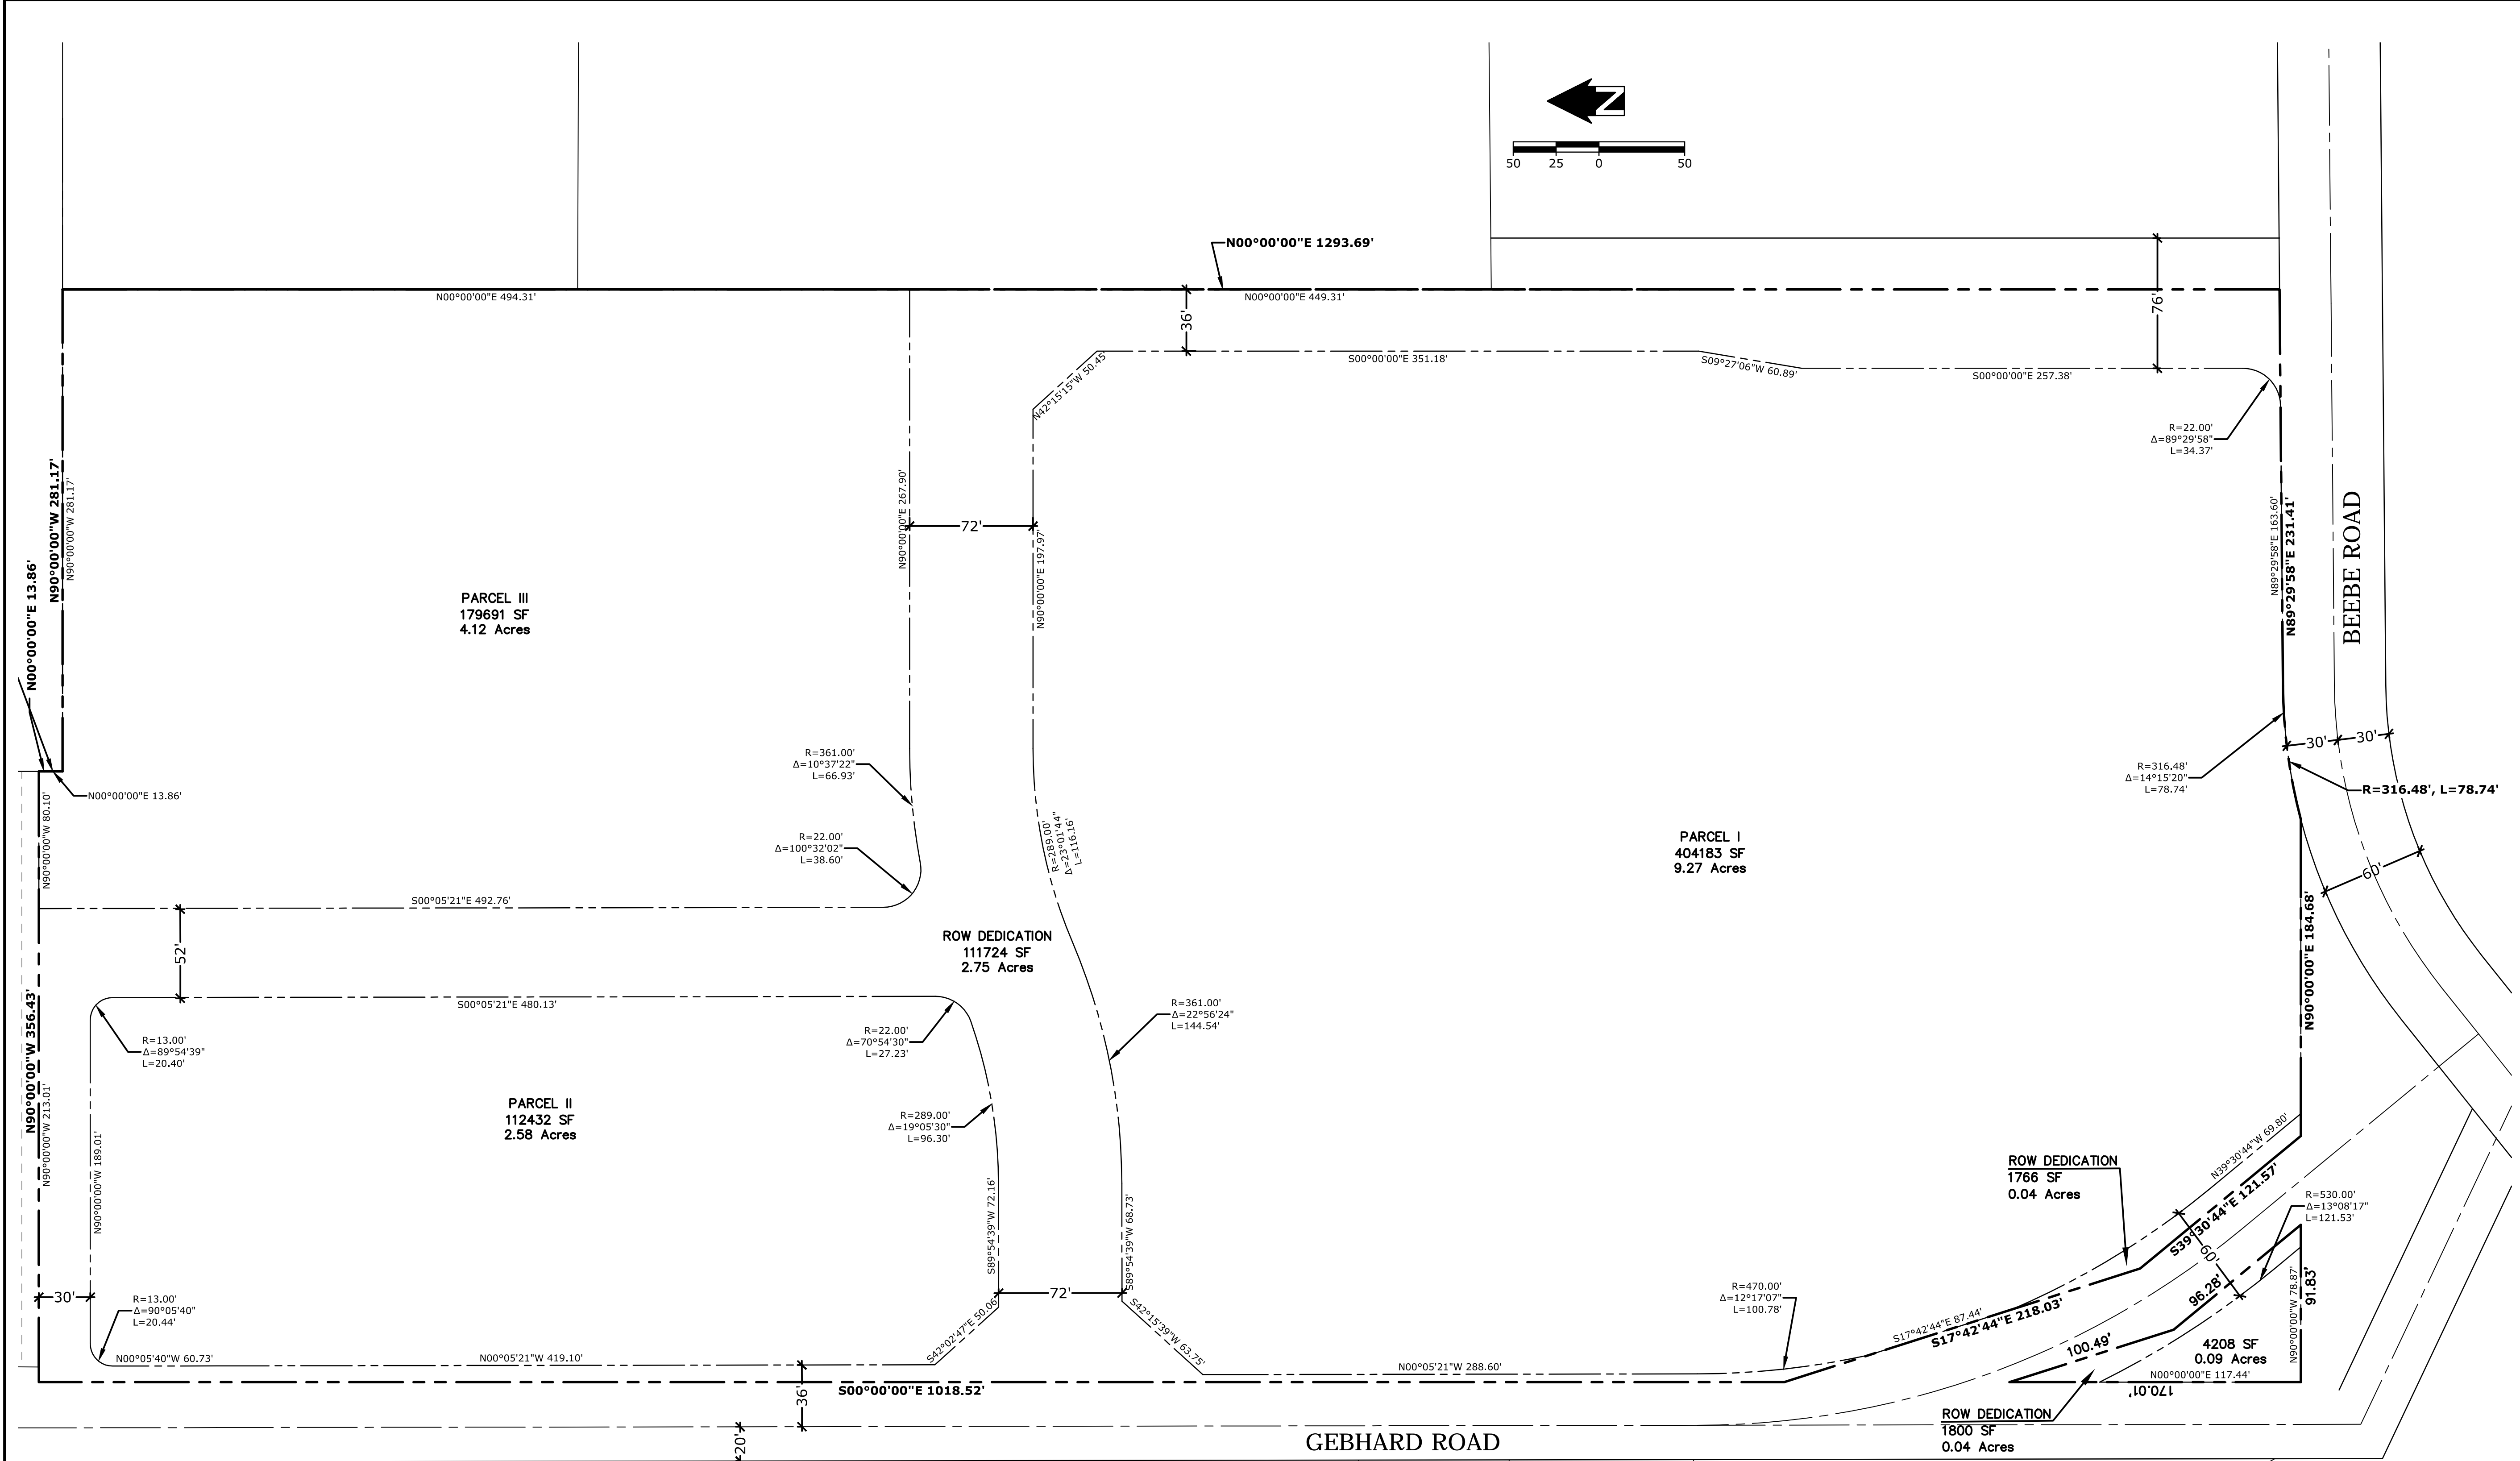 N
50 25 0 50
N00°00'00"E 1293.69'
N00°00'00"E 494.31'
N00°00'00"E 449.31'
36'
76'
S00°00'00"E 351.18'
S09°27'06"W 60.89'
S00°00'00"E 257.38'
N42°15'15"W 50.45'
R=22.00'
Δ=89°29'58"
L=34.37'
N90°00'00"W 281.17'
N90°00'00"W 281.17'
N90°00'00"E 267.90'
72'
N90°00'00"E 197.97'
N89°29'58"E 163.60'
N89°29'58"E 231.41'
BEEBE ROAD
N00°00'00"E 13.86'
PARCEL III
179691 SF
4.12 Acres
R=361.00'
Δ=10°37'22"
L=66.93'
30'
30'
R=316.48'
Δ=14°15'20"
L=78.74'
R=316.48', L=78.74'
N00°00'00"E 13.86'
N90°00'00"W 80.10'
R=22.00'
Δ=100°32'02"
L=38.60'
R=289.00'
Δ=23°01'44"
L=116.16'
PARCEL I
404183 SF
9.27 Acres
60'
S00°05'21"E 492.76'
52'
ROW DEDICATION
111724 SF
2.75 Acres
N90°00'00"E 184.68'
S00°05'21"E 480.13'
N90°00'00"W 356.43'
N90°00'00"W 213.01'
R=13.00'
Δ=89°54'39"
L=20.40'
R=22.00'
Δ=70°54'30"
L=27.23'
R=361.00'
Δ=22°56'24"
L=144.54'
PARCEL II
112432 SF
2.58 Acres
R=289.00'
Δ=19°05'30"
L=96.30'
N90°00'00"W 189.01'
S89°54'39"W 72.16'
S89°54'39"W 68.73'
N39°30'44"W 69.80'
ROW DEDICATION
1766 SF
0.04 Acres
S39°30'44"E 121.57'
R=530.00'
Δ=13°08'17"
L=121.53'
60'
30'
72'
R=13.00'
Δ=90°05'40"
L=20.44'
S42°02'47"E 50.06'
S42°15'39"W 63.75'
R=470.00'
Δ=12°17'07"
L=100.78'
96.28'
N90°00'00"W 78.87'
91.83'
S17°42'44"E 87.44'
S17°42'44"E 218.03'
100.49'
4208 SF
0.09 Acres
N00°05'40"W 60.73'
N00°05'21"W 419.10'
N00°05'21"W 288.60'
N00°00'00"E 117.44'
170.01'
S00°00'00"E 1018.52'
36'
ROW DEDICATION
1800 SF
0.04 Acres
20'
GEBHARD ROAD